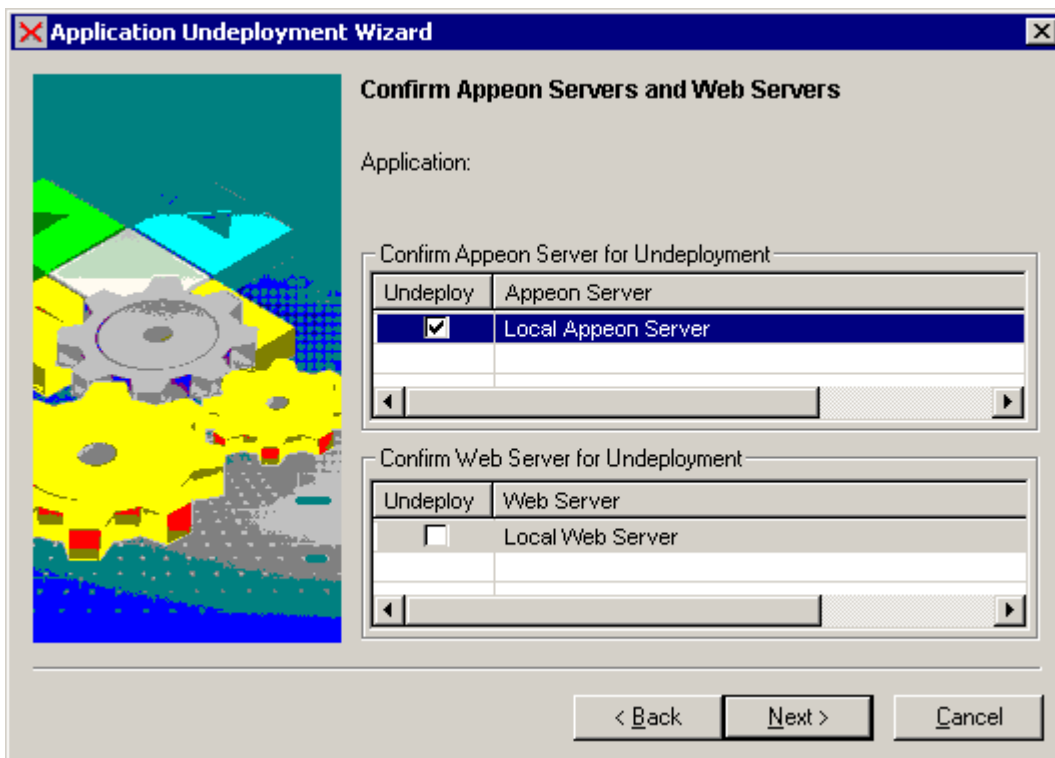 Application Undeployment Wizard
Confirm Appeon Servers and Web Servers
Application:
Confirm Appeon Server for Undeployment
Undeploy Appeon Server
Local Appeon Server
Confirm Web Server for Undeployment
Undeploy Web Server
Local Web Server
< Back Next > Cancel